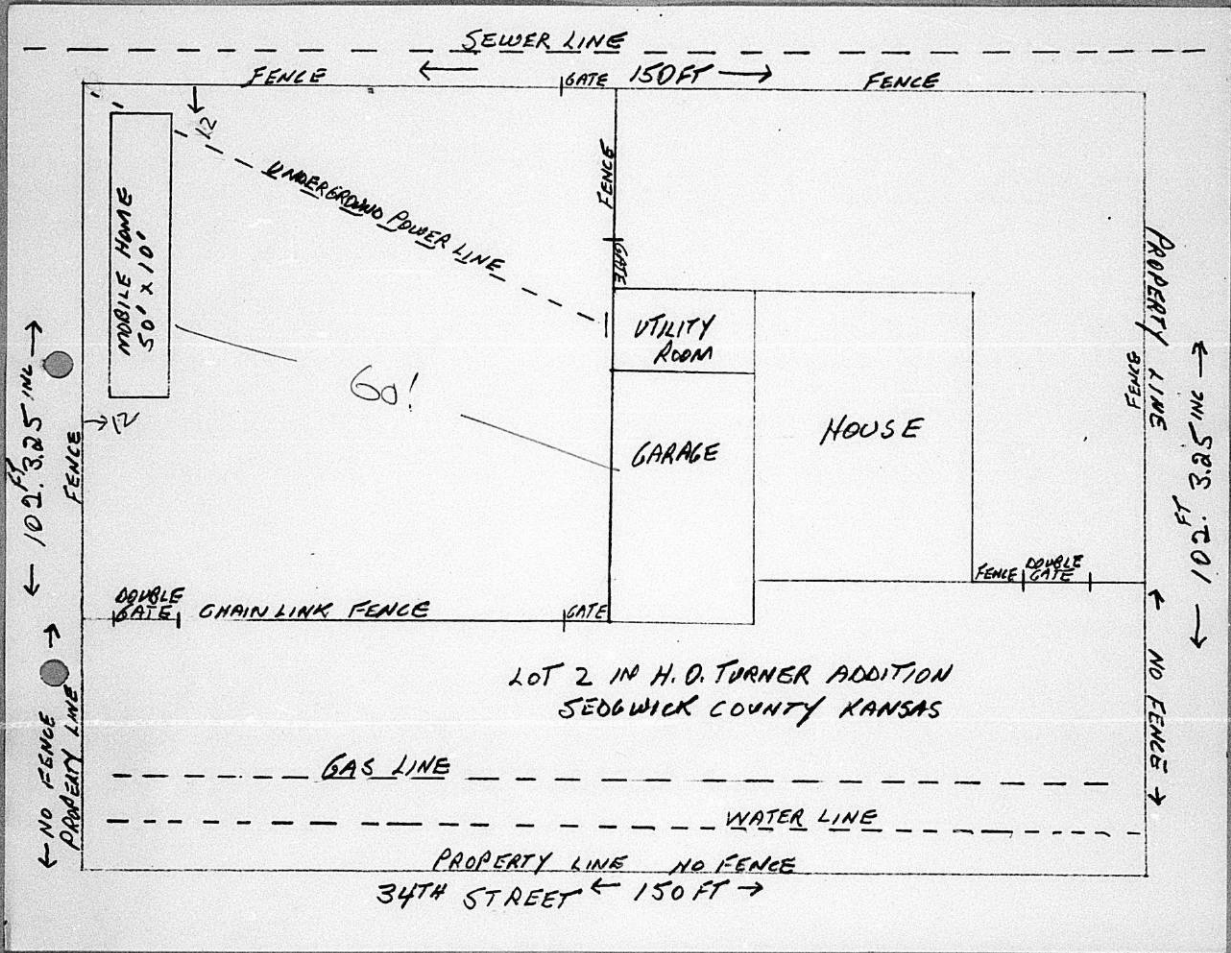 SEWER LINE
FENCE ← GATE 150FT → FENCE
12
UNDERGROUND POWER LINE
FENCE
GATE
MOBILE HOME
50' x 10'
← 102.FT 3.25 INC →
FENCE
→12
60'
UTILITY
ROOM
GARAGE
HOUSE
PROPERTY LINE
FENCE
← 102.FT 3.25 INC →
DOUBLE
GATE
CHAIN LINK FENCE
GATE
FENCE
DOUBLE
GATE
LOT 2 IN H.O. TURNER ADDITION
SEDGWICK COUNTY KANSAS
← NO FENCE →
PROPERTY LINE
← NO FENCE →
GAS LINE
WATER LINE
PROPERTY LINE NO FENCE
34TH STREET ← 150 FT →